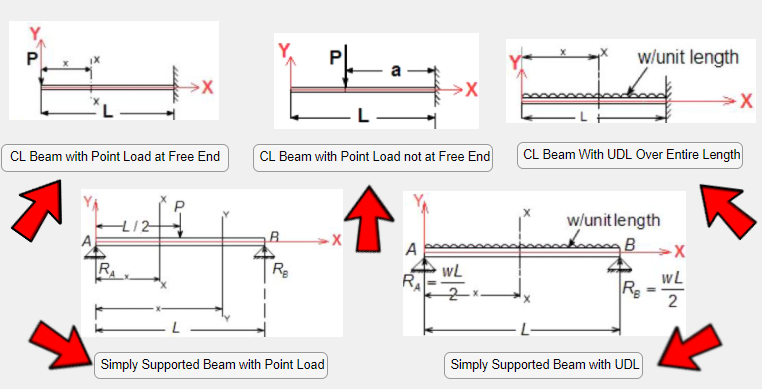 Y
P
x
X
X
X
L
CL Beam with Point Load at Free End
Y
P
a
X
L
CL Beam with Point Load not at Free End
Y
x
X
w/unit length
X
L
CL Beam With UDL Over Entire Length
Y
X
P
Y
L/2
A
B
X
R_A
x
X
R_B
x
Y
L
Simply Supported Beam with Point Load
Y
X
w/unit length
A
B
X
R_A = wL/2
x
X
R_B = wL/2
L
Simply Supported Beam with UDL